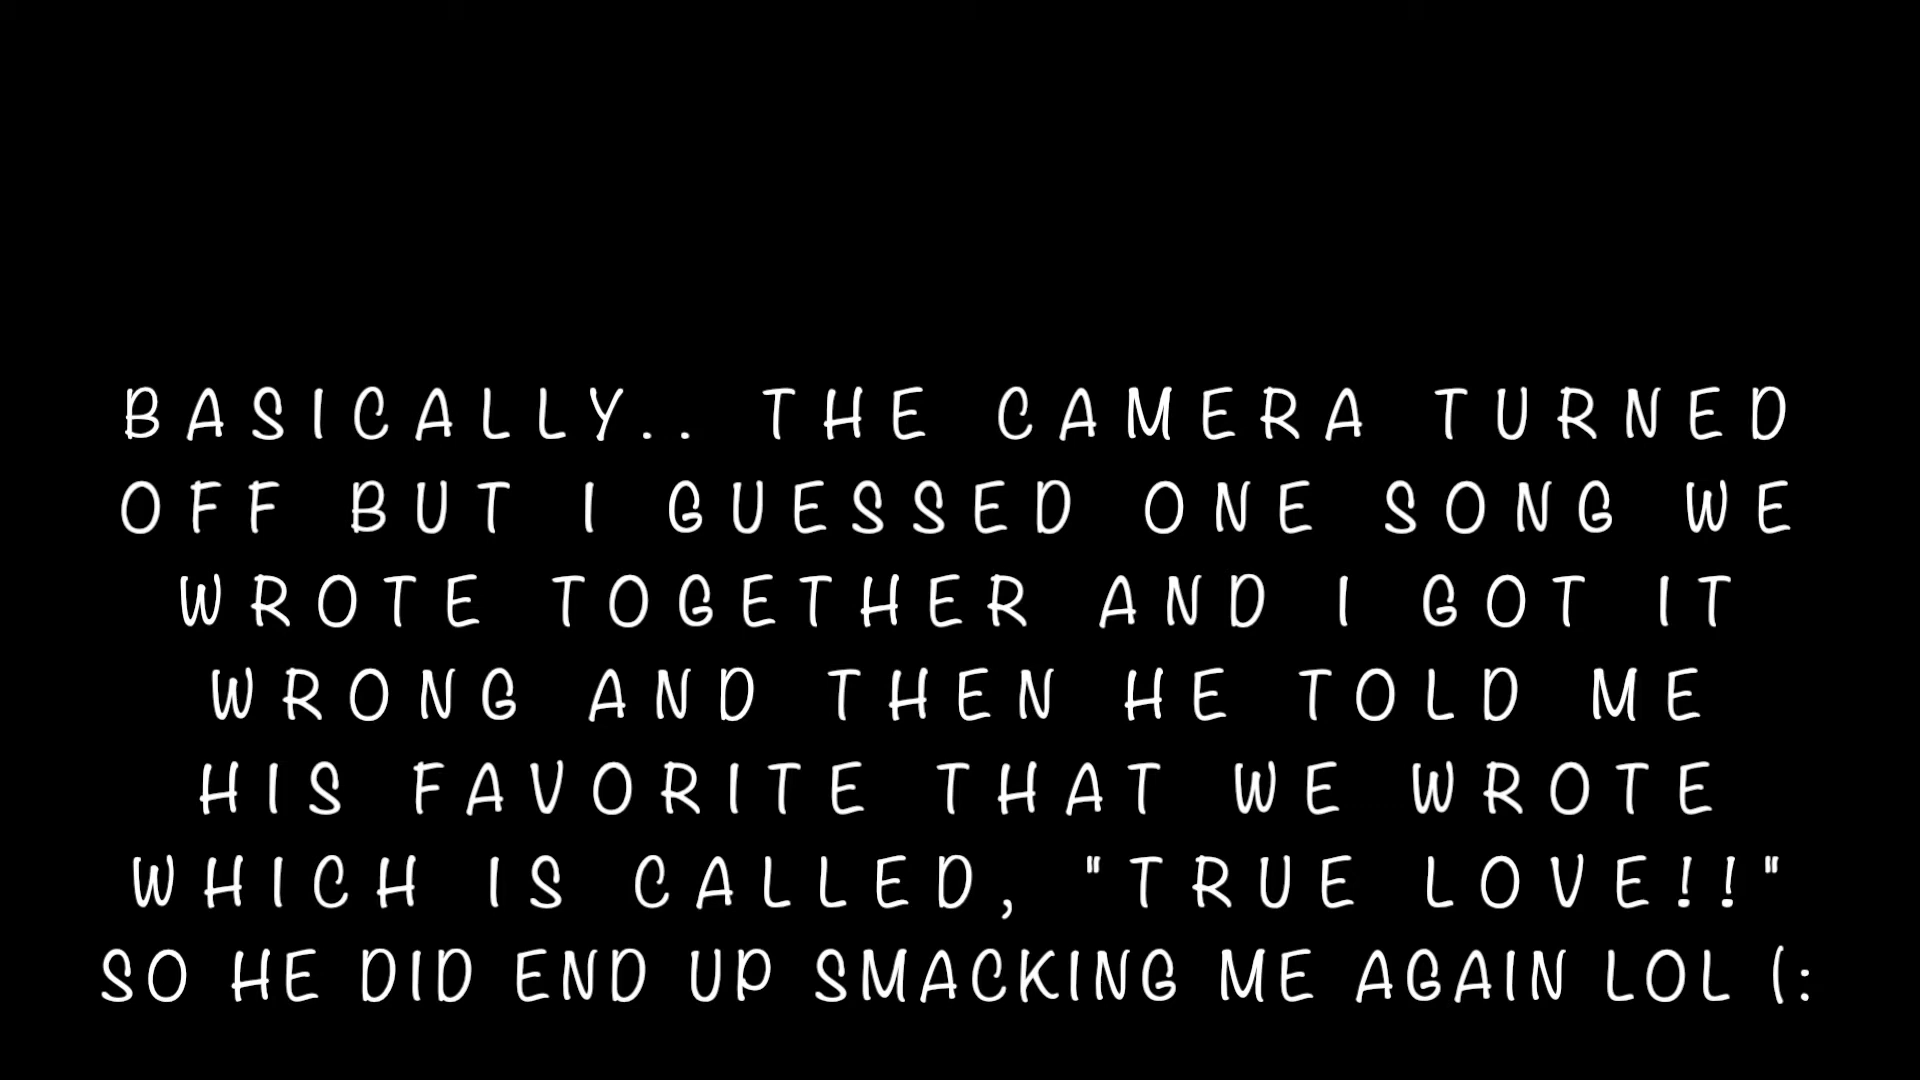 BASICALLY.. THE CAMERA TURNED
OFF BUT I GUESSED ONE SONG WE
WROTE TOGETHER AND I GOT IT
WRONG AND THEN HE TOLD ME
HIS FAVORITE THAT WE WROTE
WHICH IS CALLED, "TRUE LOVE!!"
SO HE DID END UP SMACKING ME AGAIN LOL (: